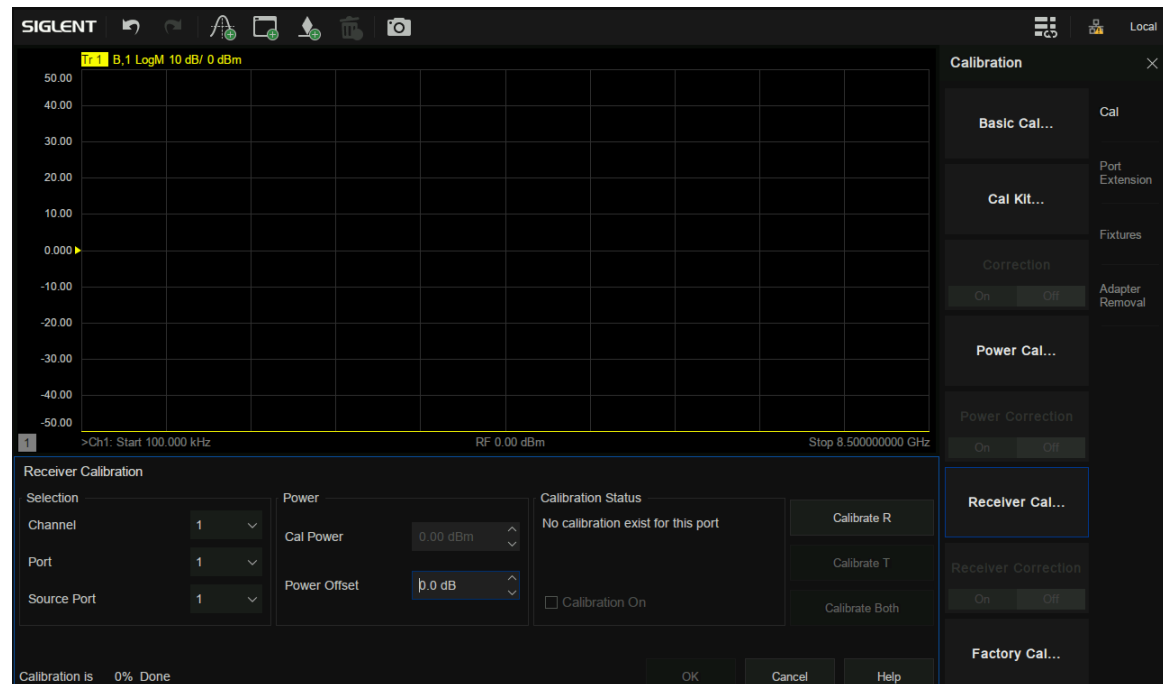 SIGLENT
Local
Tr 1 B,1 LogM 10 dB/ 0 dBm
50.00
40.00
30.00
20.00
10.00
0.000
-10.00
-20.00
-30.00
-40.00
-50.00
1 >Ch1: Start 100.000 kHz RF 0.00 dBm Stop 8.500000000 GHz
Calibration
Basic Cal...
Cal Kit...
Correction
On Off
Power Cal...
Power Correction
On Off
Receiver Cal...
Receiver Correction
On Off
Factory Cal...
Cal
Port
Extension
Fixtures
Adapter
Removal
Receiver Calibration
Selection
Channel 1
Port 1
Source Port 1
Power
Cal Power 0.00 dBm
Power Offset 0.0 dB
Calibration Status
No calibration exist for this port
Calibration On
Calibrate R
Calibrate T
Calibrate Both
Calibration is 0% Done
OK Cancel Help